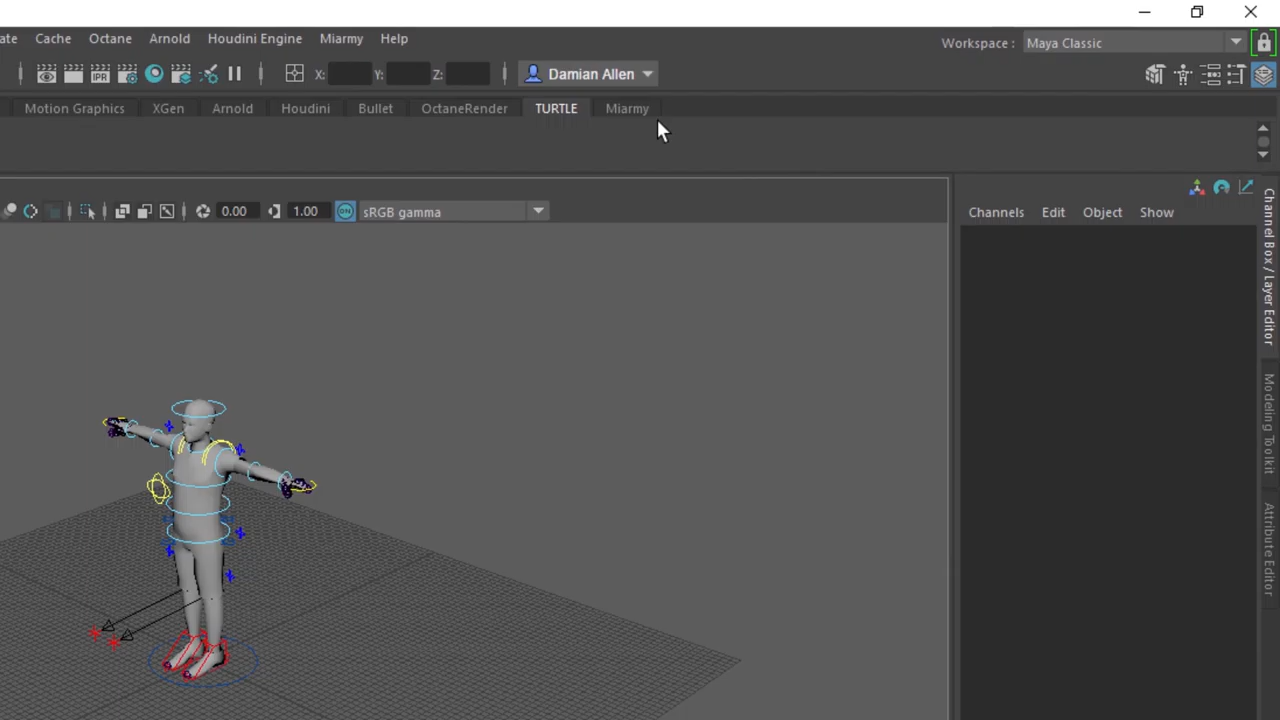 ate Cache Octane Arnold Houdini Engine Miarmy Help Workspace : Maya Classic
IPR X: Y: Z: Damian Allen
Motion Graphics XGen Arnold Houdini Bullet OctaneRender TURTLE Miarmy
0.00 1.00 ON sRGB gamma
Channels Edit Object Show
Channel Box / Layer Editor
Modeling Toolkit
Attribute Editor